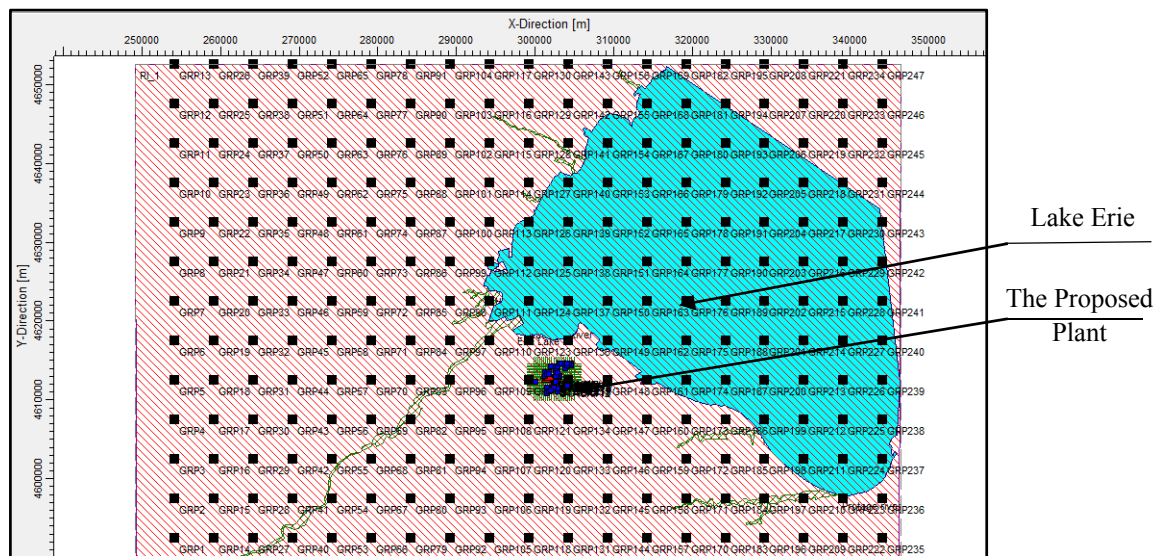 X-Direction [m]
250000 260000 270000 280000 290000 300000 310000 320000 330000 340000 350000
Y-Direction [m]
4650000
4640000
4630000
4620000
4610000
4600000
RI_1 GRP13 GRP26 GRP39 GRP52 GRP65 GRP78 GRP91 GRP104 GRP117 GRP130 GRP143 GRP156 GRP169 GRP182 GRP195 GRP208 GRP221 GRP234 GRP247
GRP12 GRP25 GRP38 GRP51 GRP64 GRP77 GRP90 GRP103 GRP116 GRP129 GRP142 GRP155 GRP168 GRP181 GRP194 GRP207 GRP220 GRP233 GRP246
GRP11 GRP24 GRP37 GRP50 GRP63 GRP76 GRP89 GRP102 GRP115 GRP128 GRP141 GRP154 GRP167 GRP180 GRP193 GRP206 GRP219 GRP232 GRP245
GRP10 GRP23 GRP36 GRP49 GRP62 GRP75 GRP88 GRP101 GRP114 GRP127 GRP140 GRP153 GRP166 GRP179 GRP192 GRP205 GRP218 GRP231 GRP244
GRP9 GRP22 GRP35 GRP48 GRP61 GRP74 GRP87 GRP100 GRP113 GRP126 GRP139 GRP152 GRP165 GRP178 GRP191 GRP204 GRP217 GRP230 GRP243
Lake Erie
GRP8 GRP21 GRP34 GRP47 GRP60 GRP73 GRP86 GRP99 GRP112 GRP125 GRP138 GRP151 GRP164 GRP177 GRP190 GRP203 GRP216 GRP229 GRP242
The Proposed
Plant
GRP7 GRP20 GRP33 GRP46 GRP59 GRP72 GRP85 GRP98 GRP111 GRP124 GRP137 GRP150 GRP163 GRP176 GRP189 GRP202 GRP215 GRP228 GRP241
River
Lake
GRP6 GRP19 GRP32 GRP45 GRP58 GRP71 GRP84 GRP97 GRP110 GRP123 GRP149 GRP162 GRP175 GRP188 GRP201 GRP214 GRP227 GRP240
GRP5 GRP18 GRP31 GRP44 GRP57 GRP70 GRP83 GRP96 GRP109 GRP148 GRP161 GRP174 GRP187 GRP200 GRP213 GRP226 GRP239
GRP4 GRP17 GRP30 GRP43 GRP56 GRP69 GRP82 GRP95 GRP108 GRP121 GRP134 GRP147 GRP160 GRP173 GRP186 GRP199 GRP212 GRP225 GRP238
GRP3 GRP16 GRP29 GRP42 GRP55 GRP68 GRP81 GRP94 GRP107 GRP120 GRP133 GRP146 GRP159 GRP172 GRP185 GRP198 GRP211 GRP224 GRP237
GRP2 GRP15 GRP28 GRP41 GRP54 GRP67 GRP80 GRP93 GRP106 GRP119 GRP132 GRP145 GRP158 GRP171 GRP184 GRP197 GRP210 GRP223 GRP236
GRP1 GRP14 GRP27 GRP40 GRP53 GRP66 GRP79 GRP92 GRP105 GRP118 GRP131 GRP144 GRP157 GRP170 GRP183 GRP196 GRP209 GRP222 GRP235